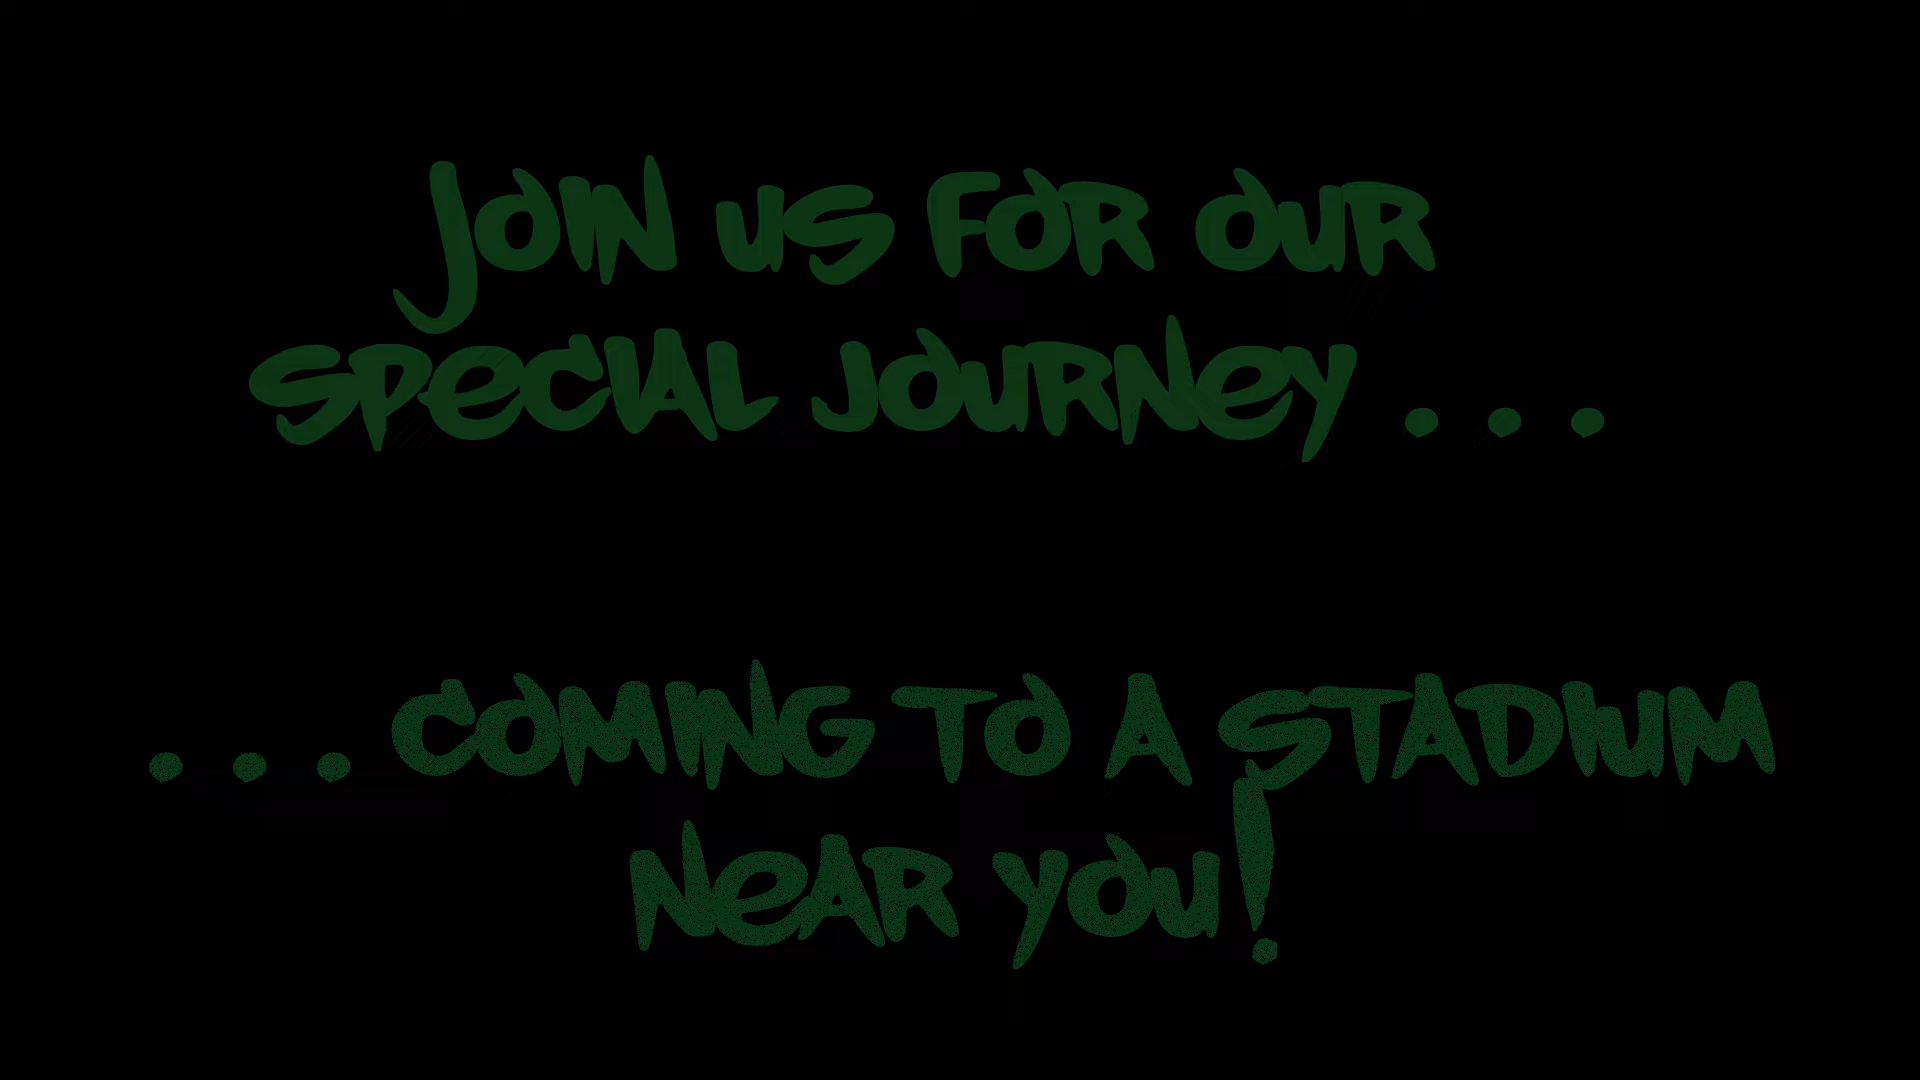 JOIN US FOR OUR
SPECIAL JOURNEY . . .
. . . COMING TO A STADIUM
NEAR YOU!